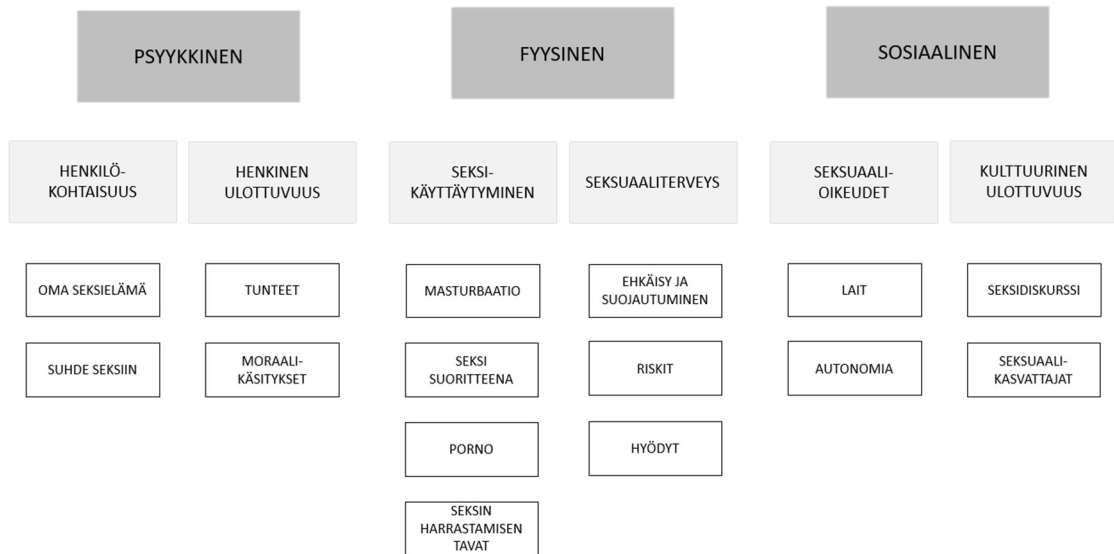 PSYYKKINEN
FYYSINEN
SOSIAALINEN
HENKILÖ-
KOHTAISUUS
HENKINEN
ULOTTUVUUS
SEKSI-
KÄYTTÄYTYMINEN
SEKSUAALITERVEYS
SEKSUAALI-
OIKEUDET
KULTTUURINEN
ULOTTUVUUS
OMA SEKSIELÄMÄ
TUNTEET
MASTURBAATIO
EHKÄISY JA
SUOJAUTUMINEN
LAIT
SEKSIDISKURSSI
SUHDE SEKSIIN
MORAALI-
KÄSITYKSET
SEKSI
SUORITTEENA
RISKIT
AUTONOMIA
SEKSUAALI-
KASVATTAJAT
PORNO
HYÖDYT
SEKSIN
HARRASTAMISEN
TAVAT